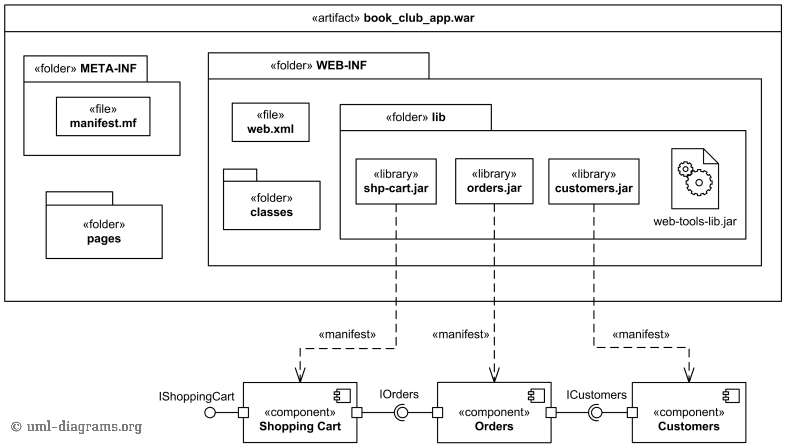 «artifact» book_club_app.war
«folder» META-INF
«file»
manifest.mf
«folder»
pages
«folder» WEB-INF
«file»
web.xml
«folder»
classes
«folder» lib
«library»
shp-cart.jar
«library»
orders.jar
«library»
customers.jar
web-tools-lib.jar
«manifest»
«manifest»
«manifest»
IShoppingCart
«component»
Shopping Cart
IOrders
«component»
Orders
ICustomers
«component»
Customers
© uml-diagrams.org